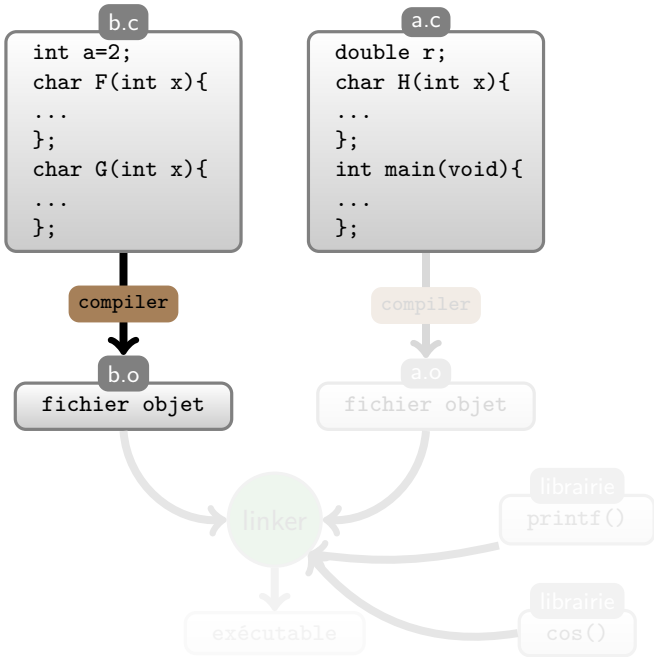 b.c
int a=2;
char F(int x){
...
};
char G(int x){
...
};
a.c
double r;
char H(int x){
...
};
int main(void){
...
};
compiler
compiler
b.o
fichier objet
a.o
fichier objet
linker
librairie
printf()
exécutable
librairie
cos()